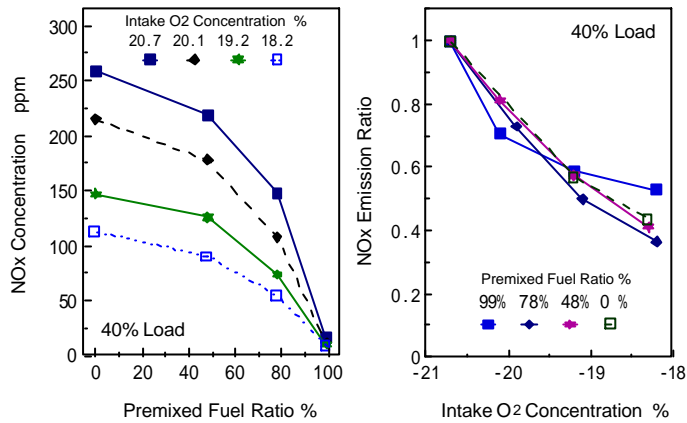 Intake O2 Concentration %
20.7 20.1 19.2 18.2
300
250
200
150
100
50
0
NOx Concentration ppm
40% Load
0 20 40 60 80 100
Premixed Fuel Ratio %
40% Load
1
0.8
0.6
0.4
0.2
0
NOx Emission Ratio
Premixed Fuel Ratio %
99% 78% 48% 0 %
-21 -20 -19 -18
Intake O2 Concentration %